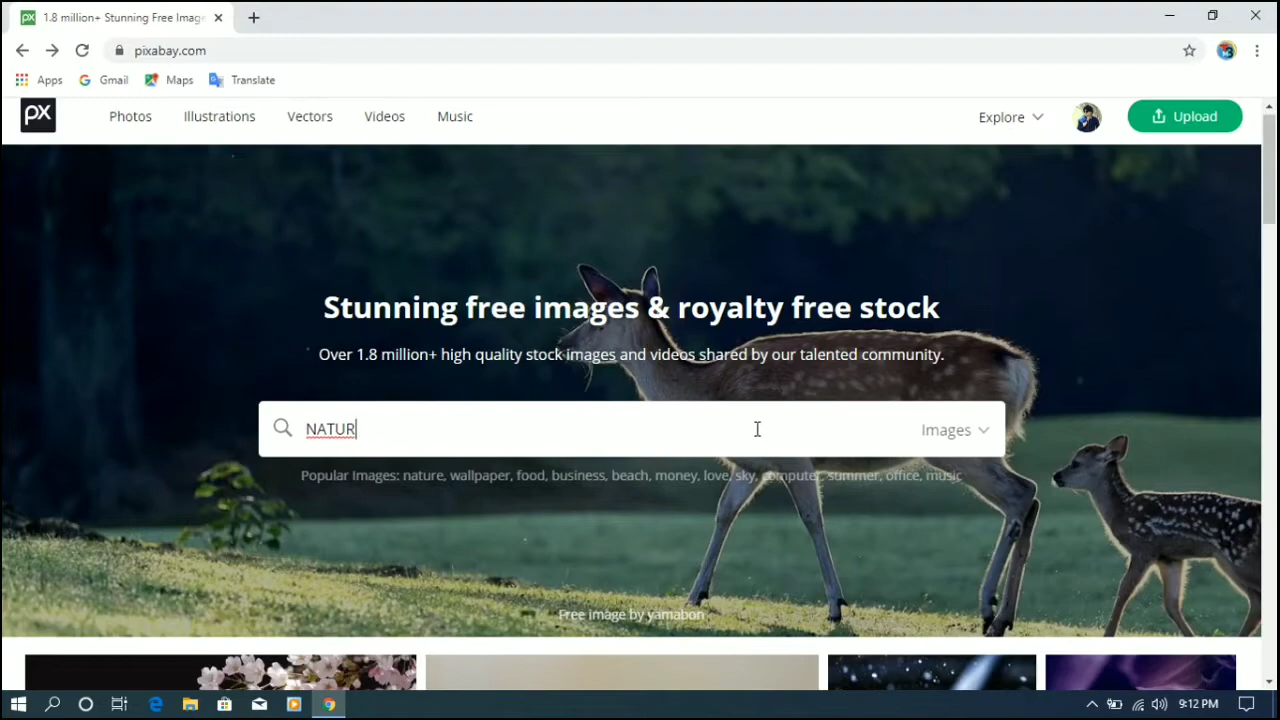 1.8 million+ Stunning Free Imag
pixabay.com
Apps Gmail Maps Translate
px Photos Illustrations Vectors Videos Music Explore Upload
Stunning free images & royalty free stock
Over 1.8 million+ high quality stock images and videos shared by our talented community.
NATUR Images
Popular Images: nature, wallpaper, food, business, beach, money, love, sky, computer, summer, office, music
Free image by yamabon
9:12 PM